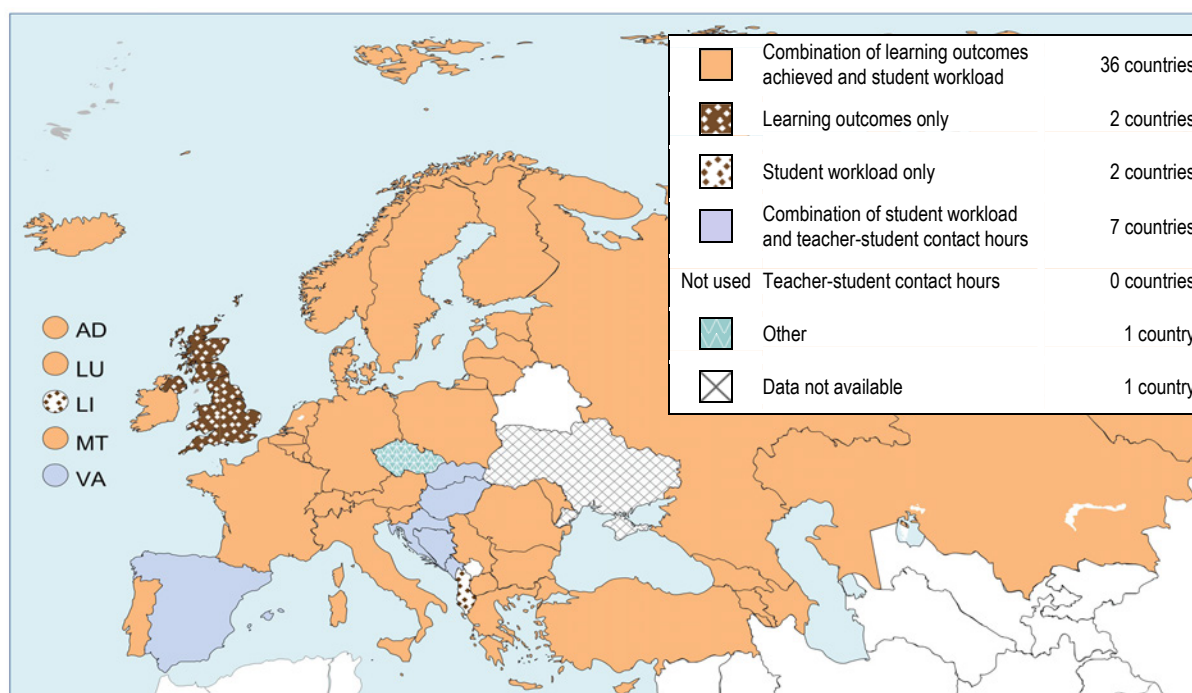 Combination of learning outcomes
achieved and student workload 36 countries
Learning outcomes only 2 countries
Student workload only 2 countries
Combination of student workload
and teacher-student contact hours 7 countries
Not used Teacher-student contact hours 0 countries
Other 1 country
Data not available 1 country
AD
LU
LI
MT
VA